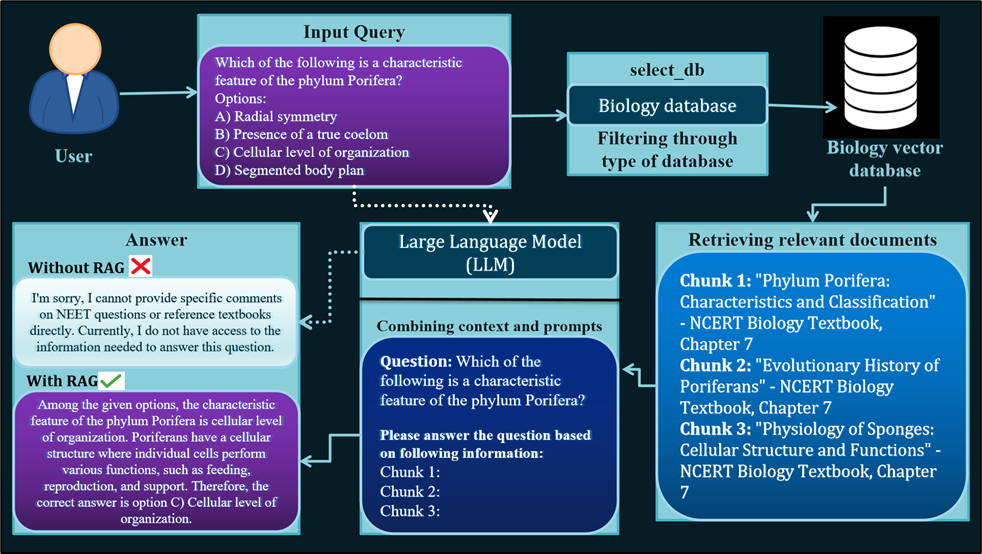 Input Query
Which of the following is a characteristic
feature of the phylum Porifera?
Options:
A) Radial symmetry
B) Presence of a true coelom
C) Cellular level of organization
D) Segmented body plan
User
select_db
Biology database
Filtering through
type of database
Biology vector
database
Answer
Without RAG
I'm sorry, I cannot provide specific comments
on NEET questions or reference textbooks
directly. Currently, I do not have access to the
information needed to answer this question.
With RAG
Among the given options, the characteristic
feature of the phylum Porifera is cellular level
of organization. Poriferans have a cellular
structure where individual cells perform
various functions, such as feeding,
reproduction, and support. Therefore, the
correct answer is option C) Cellular level of
organization.
Large Language Model
(LLM)
Combining context and prompts
Question: Which of the
following is a characteristic
feature of the phylum Porifera?
Please answer the question based
on following information:
Chunk 1:
Chunk 2:
Chunk 3:
Retrieving relevant documents
Chunk 1: "Phylum Porifera:
Characteristics and Classification"
- NCERT Biology Textbook,
Chapter 7
Chunk 2: "Evolutionary History of
Poriferans" - NCERT Biology
Textbook, Chapter 7
Chunk 3: "Physiology of Sponges:
Cellular Structure and Functions" -
NCERT Biology Textbook, Chapter
7